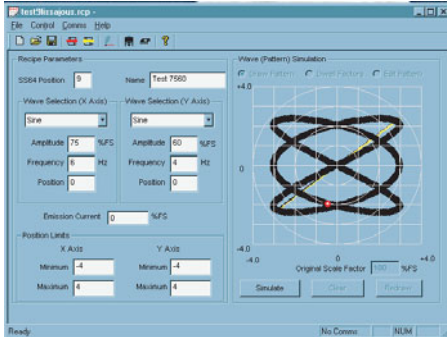 test9lissajous.rcp -
File Control Comms Help
Recipe Parameters
SS64 Position 9 Name Test 7560
Wave Selection (X Axis) Wave Selection (Y Axis)
Sine Sine
Amplitude 75 %FS Amplitude 60 %FS
Frequency 6 Hz Frequency 4 Hz
Position 0 Position 0
Emission Current 0 %FS
Position Limits
X Axis Y Axis
Minimum -4 Minimum -4
Maximum 4 Maximum 4
Wave (Pattern) Simulation
Draw Pattern Dwell Factors Edit Pattern
+4.0
0
-4.0
-4.0 0 +4.0
Original Scale Factor 100 %FS
Simulate Clear Redraw
Ready No Comms NUM